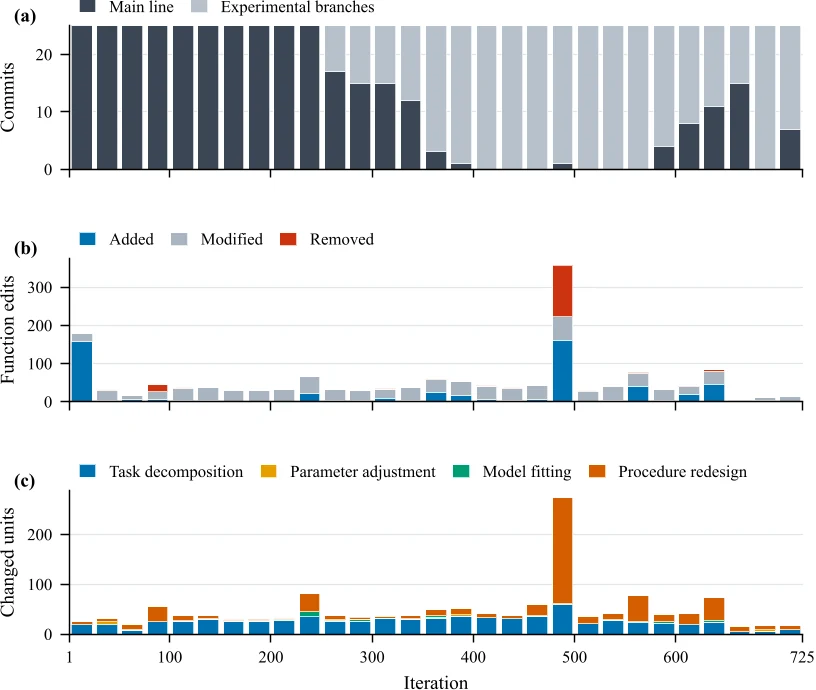 (a)
Main line Experimental branches
Commits
20
10
0
(b)
Added Modified Removed
Function edits
300
200
100
0
(c)
Task decomposition Parameter adjustment Model fitting Procedure redesign
Changed units
200
100
0
1 100 200 300 400 500 600 725
Iteration